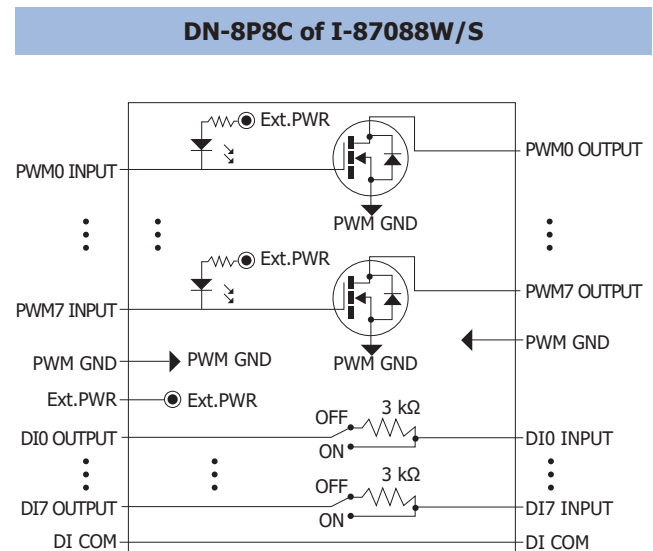 DN-8P8C of I-87088W/S
Ext.PWR
PWM0 INPUT
PWM0 OUTPUT
PWM GND
Ext.PWR
PWM7 INPUT
PWM7 OUTPUT
PWM GND
PWM GND
PWM GND
PWM GND
Ext.PWR
Ext.PWR
OFF
3 kΩ
DI0 OUTPUT
ON
DI0 INPUT
OFF
3 kΩ
DI7 OUTPUT
ON
DI7 INPUT
DI COM
DI COM